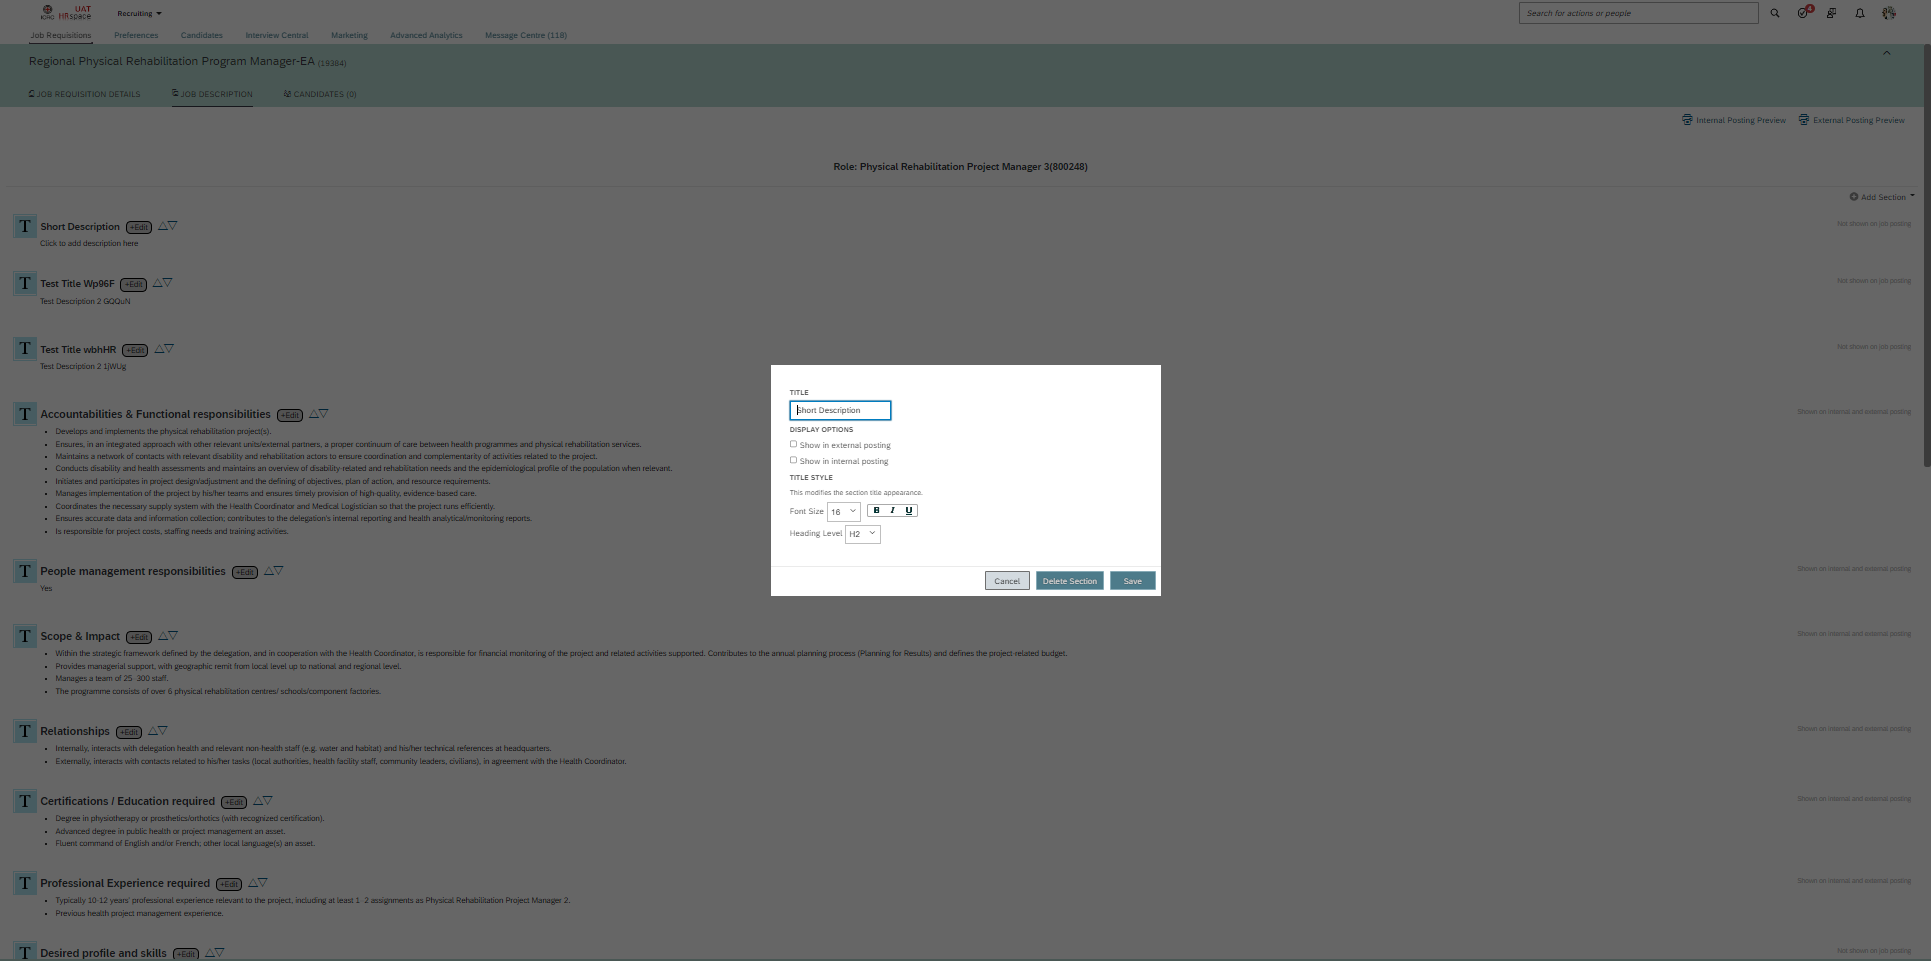 UAT
ICRC HRspace
Recruiting
Search for actions or people
4
Job Requisitions Preferences Candidates Interview Central Marketing Advanced Analytics Message Centre (118)
Regional Physical Rehabilitation Program Manager-EA (19384)
JOB REQUISITION DETAILS JOB DESCRIPTION CANDIDATES (0)
Internal Posting Preview External Posting Preview
Role: Physical Rehabilitation Project Manager 3(800248)
Add Section
T Short Description +Edit Not shown on job posting
Click to add description here
T Test Title Wp96F +Edit Not shown on job posting
Test Description 2 GQQuN
T Test Title wbhHR +Edit Not shown on job posting
Test Description 2 1jWUg
T Accountabilities & Functional responsibilities +Edit Shown on internal and external posting
• Develops and implements the physical rehabilitation project(s).
• Ensures, in an integrated approach with other relevant units/external partners, a proper continuum of care between health programmes and physical rehabilitation services.
• Maintains a network of contacts with relevant disability and rehabilitation actors to ensure coordination and complementarity of activities related to the project.
• Conducts disability and health assessments and maintains an overview of disability-related and rehabilitation needs and the epidemiological profile of the population when relevant.
• Initiates and participates in project design/adjustment and the defining of objectives, plan of action, and resource requirements.
• Manages implementation of the project by his/her teams and ensures timely provision of high-quality, evidence-based care.
• Coordinates the necessary supply system with the Health Coordinator and Medical Logistician so that the project runs efficiently.
• Ensures accurate data and information collection; contributes to the delegation's internal reporting and health analytical/monitoring reports.
• Is responsible for project costs, staffing needs and training activities.
T People management responsibilities +Edit Shown on internal and external posting
Yes
T Scope & Impact +Edit Shown on internal and external posting
• Within the strategic framework defined by the delegation, and in cooperation with the Health Coordinator, is responsible for financial monitoring of the project and related activities supported. Contributes to the annual planning process (Planning for Results) and defines the project-related budget.
• Provides managerial support, with geographic remit from local level up to national and regional level.
• Manages a team of 25-300 staff.
• The programme consists of over 6 physical rehabilitation centres/ schools/component factories.
T Relationships +Edit Shown on internal and external posting
• Internally, interacts with delegation health and relevant non-health staff (e.g. water and habitat) and his/her technical references at headquarters.
• Externally, interacts with contacts related to his/her tasks (local authorities, health facility staff, community leaders, civilians), in agreement with the Health Coordinator.
T Certifications / Education required +Edit Shown on internal and external posting
• Degree in physiotherapy or prosthetics/orthotics (with recognized certification).
• Advanced degree in public health or project management an asset.
• Fluent command of English and/or French; other local language(s) an asset.
T Professional Experience required +Edit Shown on internal and external posting
• Typically 10-12 years' professional experience relevant to the project, including at least 1-2 assignments as Physical Rehabilitation Project Manager 2.
• Previous health project management experience.
T Desired profile and skills +Edit Not shown on job posting
TITLE
Short Description
DISPLAY OPTIONS
Show in external posting
Show in internal posting
TITLE STYLE
This modifies the section title appearance.
Font Size 16 B I U
Heading Level H2
Cancel Delete Section Save